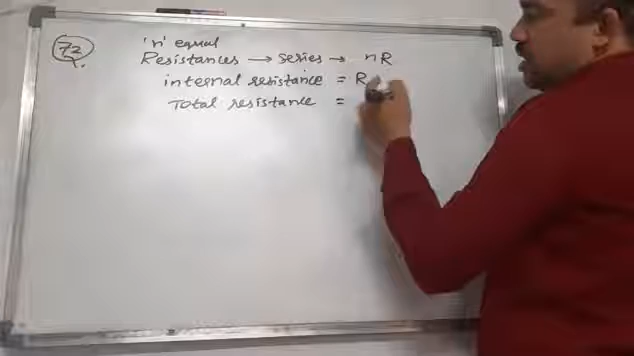 72
Q.
'n' equal
Resistances → series → nR
internal resistance = R
Total resistance =